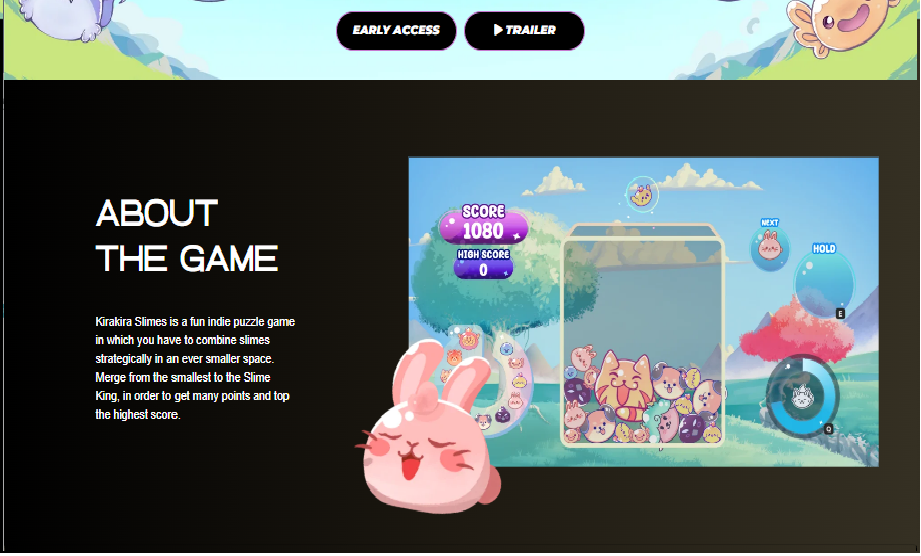 EARLY ACCESS
TRAILER
ABOUT
THE GAME
Kirakira Slimes is a fun indie puzzle game
in which you have to combine slimes
strategically in an ever smaller space.
Merge from the smallest to the Slime
King, in order to get many points and top
the highest score.
SCORE
1080
HIGH SCORE
0
NEXT
HOLD
E
Q